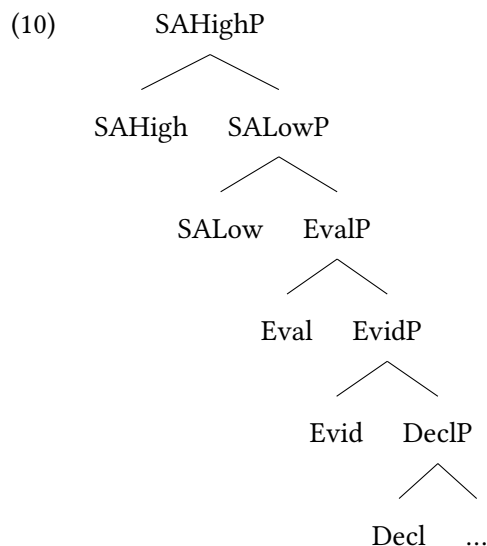 (10) SAHighP
SAHigh SALowP
SALow EvalP
Eval EvidP
Evid DeclP
Decl ...